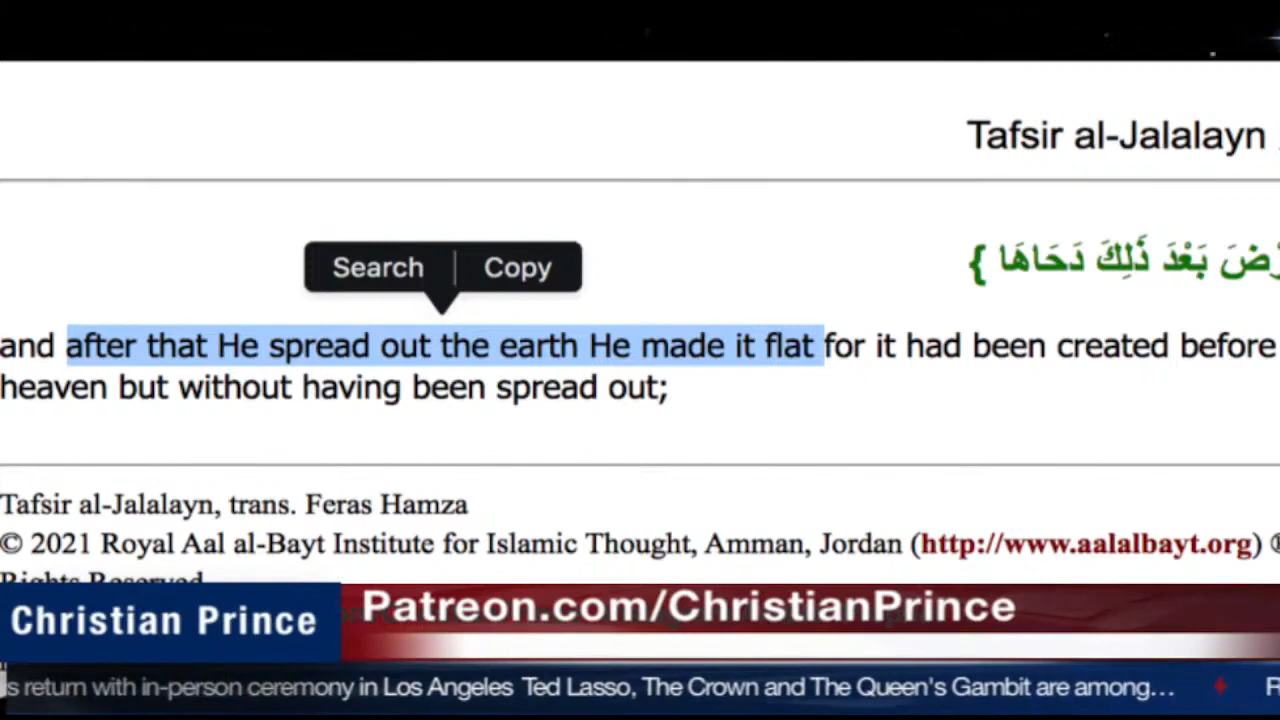 Tafsir al-Jalalayn
بَعْدَ ذَلِكَ دَحَاهَا }
Search
Copy
and after that He spread out the earth He made it flat for it had been created before
heaven but without having been spread out;
Tafsir al-Jalalayn, trans. Feras Hamza
© 2021 Royal Aal al-Bayt Institute for Islamic Thought, Amman, Jordan (http://www.aalalbayt.org) ®
Rights Reserved
Christian Prince
Patreon.com/ChristianPrince
s return with in-person ceremony in Los Angeles Ted Lasso, The Crown and The Queen's Gambit are among... R